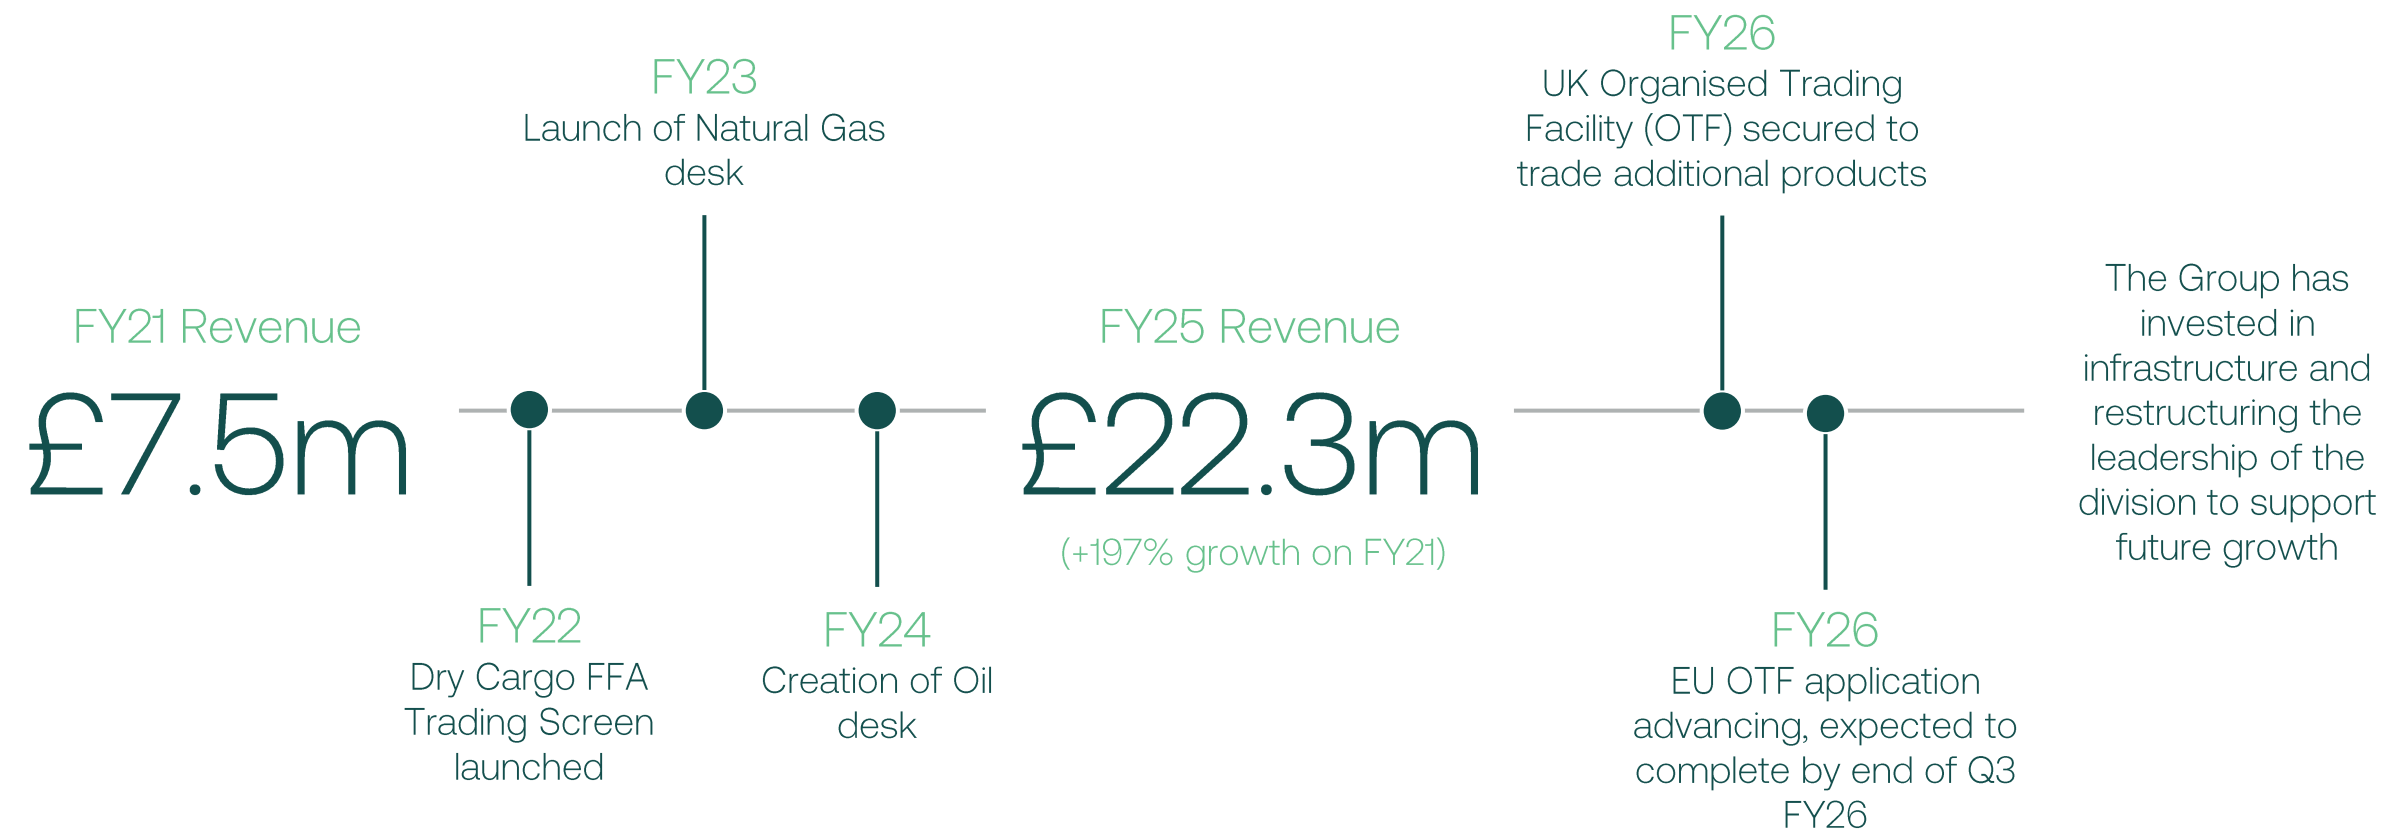 FY21 Revenue
£7.5m
FY22
Dry Cargo FFA
Trading Screen
launched
FY23
Launch of Natural Gas
desk
FY24
Creation of Oil
desk
FY25 Revenue
£22.3m
(+197% growth on FY21)
FY26
UK Organised Trading
Facility (OTF) secured to
trade additional products
FY26
EU OTF application
advancing, expected to
complete by end of Q3
FY26
The Group has
invested in
infrastructure and
restructuring the
leadership of the
division to support
future growth